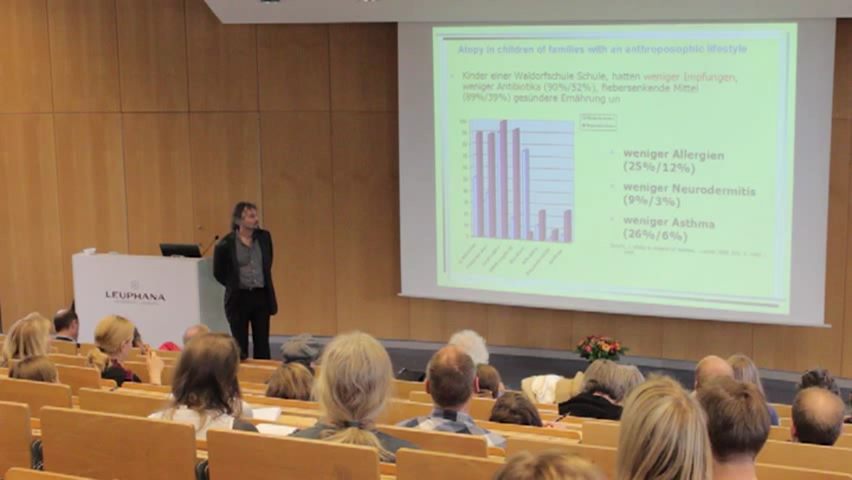 Atopy in children of families with an anthroposophic lifestyle
Kinder einer Waldorfschule Schule, hatten weniger Impfungen,
weniger Antibiotika (90%/52%), fiebersenkende Mittel
(89%/39%) gesündere Ernährung un
weniger Allergien
(25%/12%)
weniger Neurodermitis
(9%/3%)
weniger Asthma
(26%/6%)
LEUPHANA